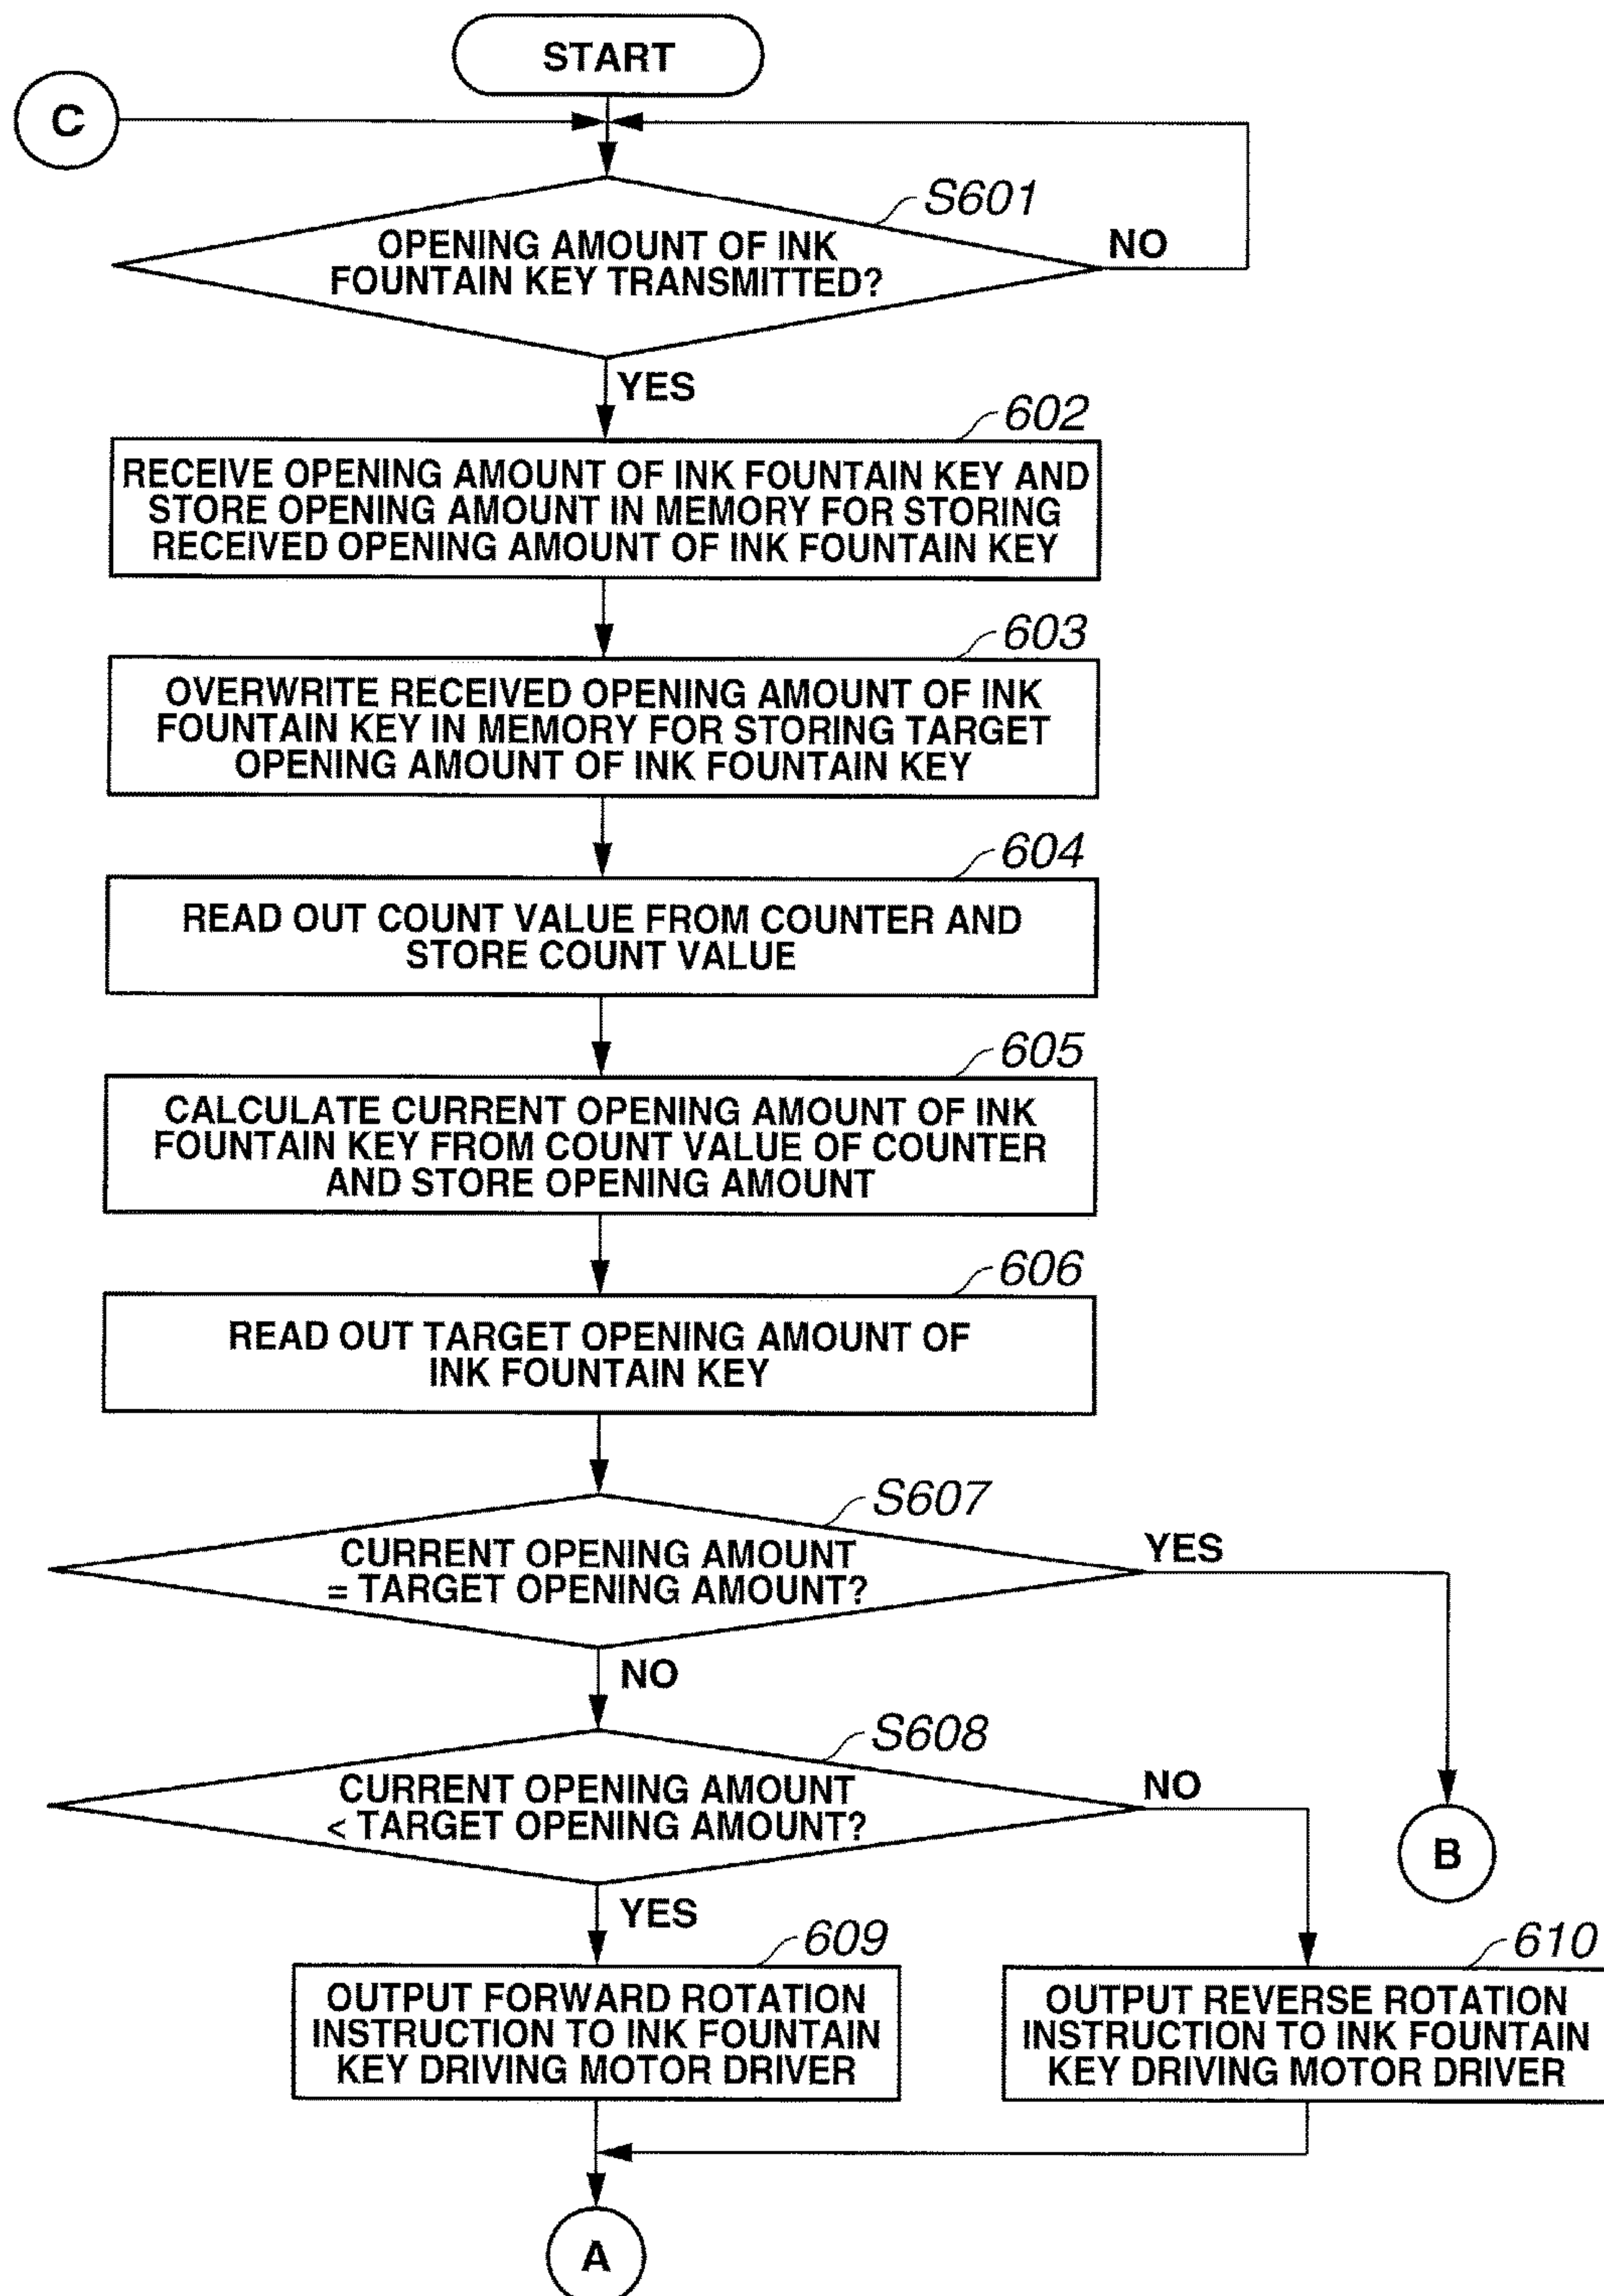 START
C
S601
OPENING AMOUNT OF INK
FOUNTAIN KEY TRANSMITTED?
NO
YES
602
RECEIVE OPENING AMOUNT OF INK FOUNTAIN KEY AND
STORE OPENING AMOUNT IN MEMORY FOR STORING
RECEIVED OPENING AMOUNT OF INK FOUNTAIN KEY
603
OVERWRITE RECEIVED OPENING AMOUNT OF INK
FOUNTAIN KEY IN MEMORY FOR STORING TARGET
OPENING AMOUNT OF INK FOUNTAIN KEY
604
READ OUT COUNT VALUE FROM COUNTER AND
STORE COUNT VALUE
605
CALCULATE CURRENT OPENING AMOUNT OF INK
FOUNTAIN KEY FROM COUNT VALUE OF COUNTER
AND STORE OPENING AMOUNT
606
READ OUT TARGET OPENING AMOUNT OF
INK FOUNTAIN KEY
S607
CURRENT OPENING AMOUNT
= TARGET OPENING AMOUNT?
YES
NO
S608
CURRENT OPENING AMOUNT
< TARGET OPENING AMOUNT?
NO
B
YES
609
OUTPUT FORWARD ROTATION
INSTRUCTION TO INK FOUNTAIN
KEY DRIVING MOTOR DRIVER
610
OUTPUT REVERSE ROTATION
INSTRUCTION TO INK FOUNTAIN
KEY DRIVING MOTOR DRIVER
A